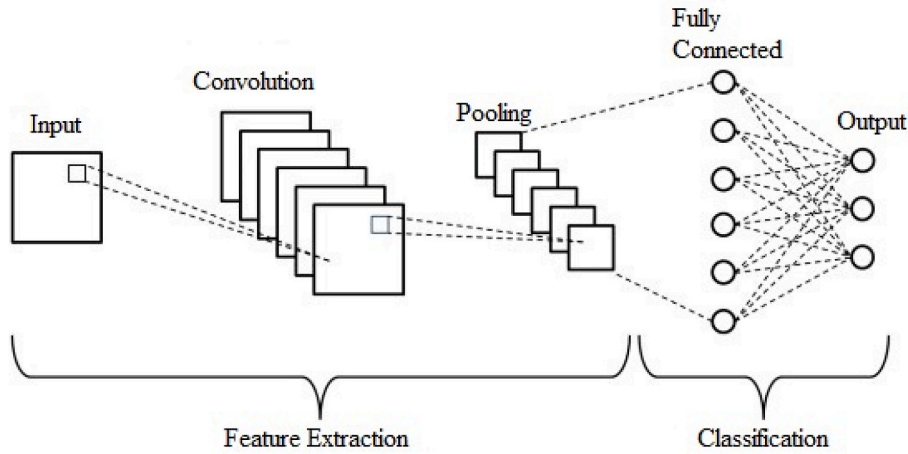 Fully
Connected
Convolution
Input
Pooling
Output
Feature Extraction
Classification